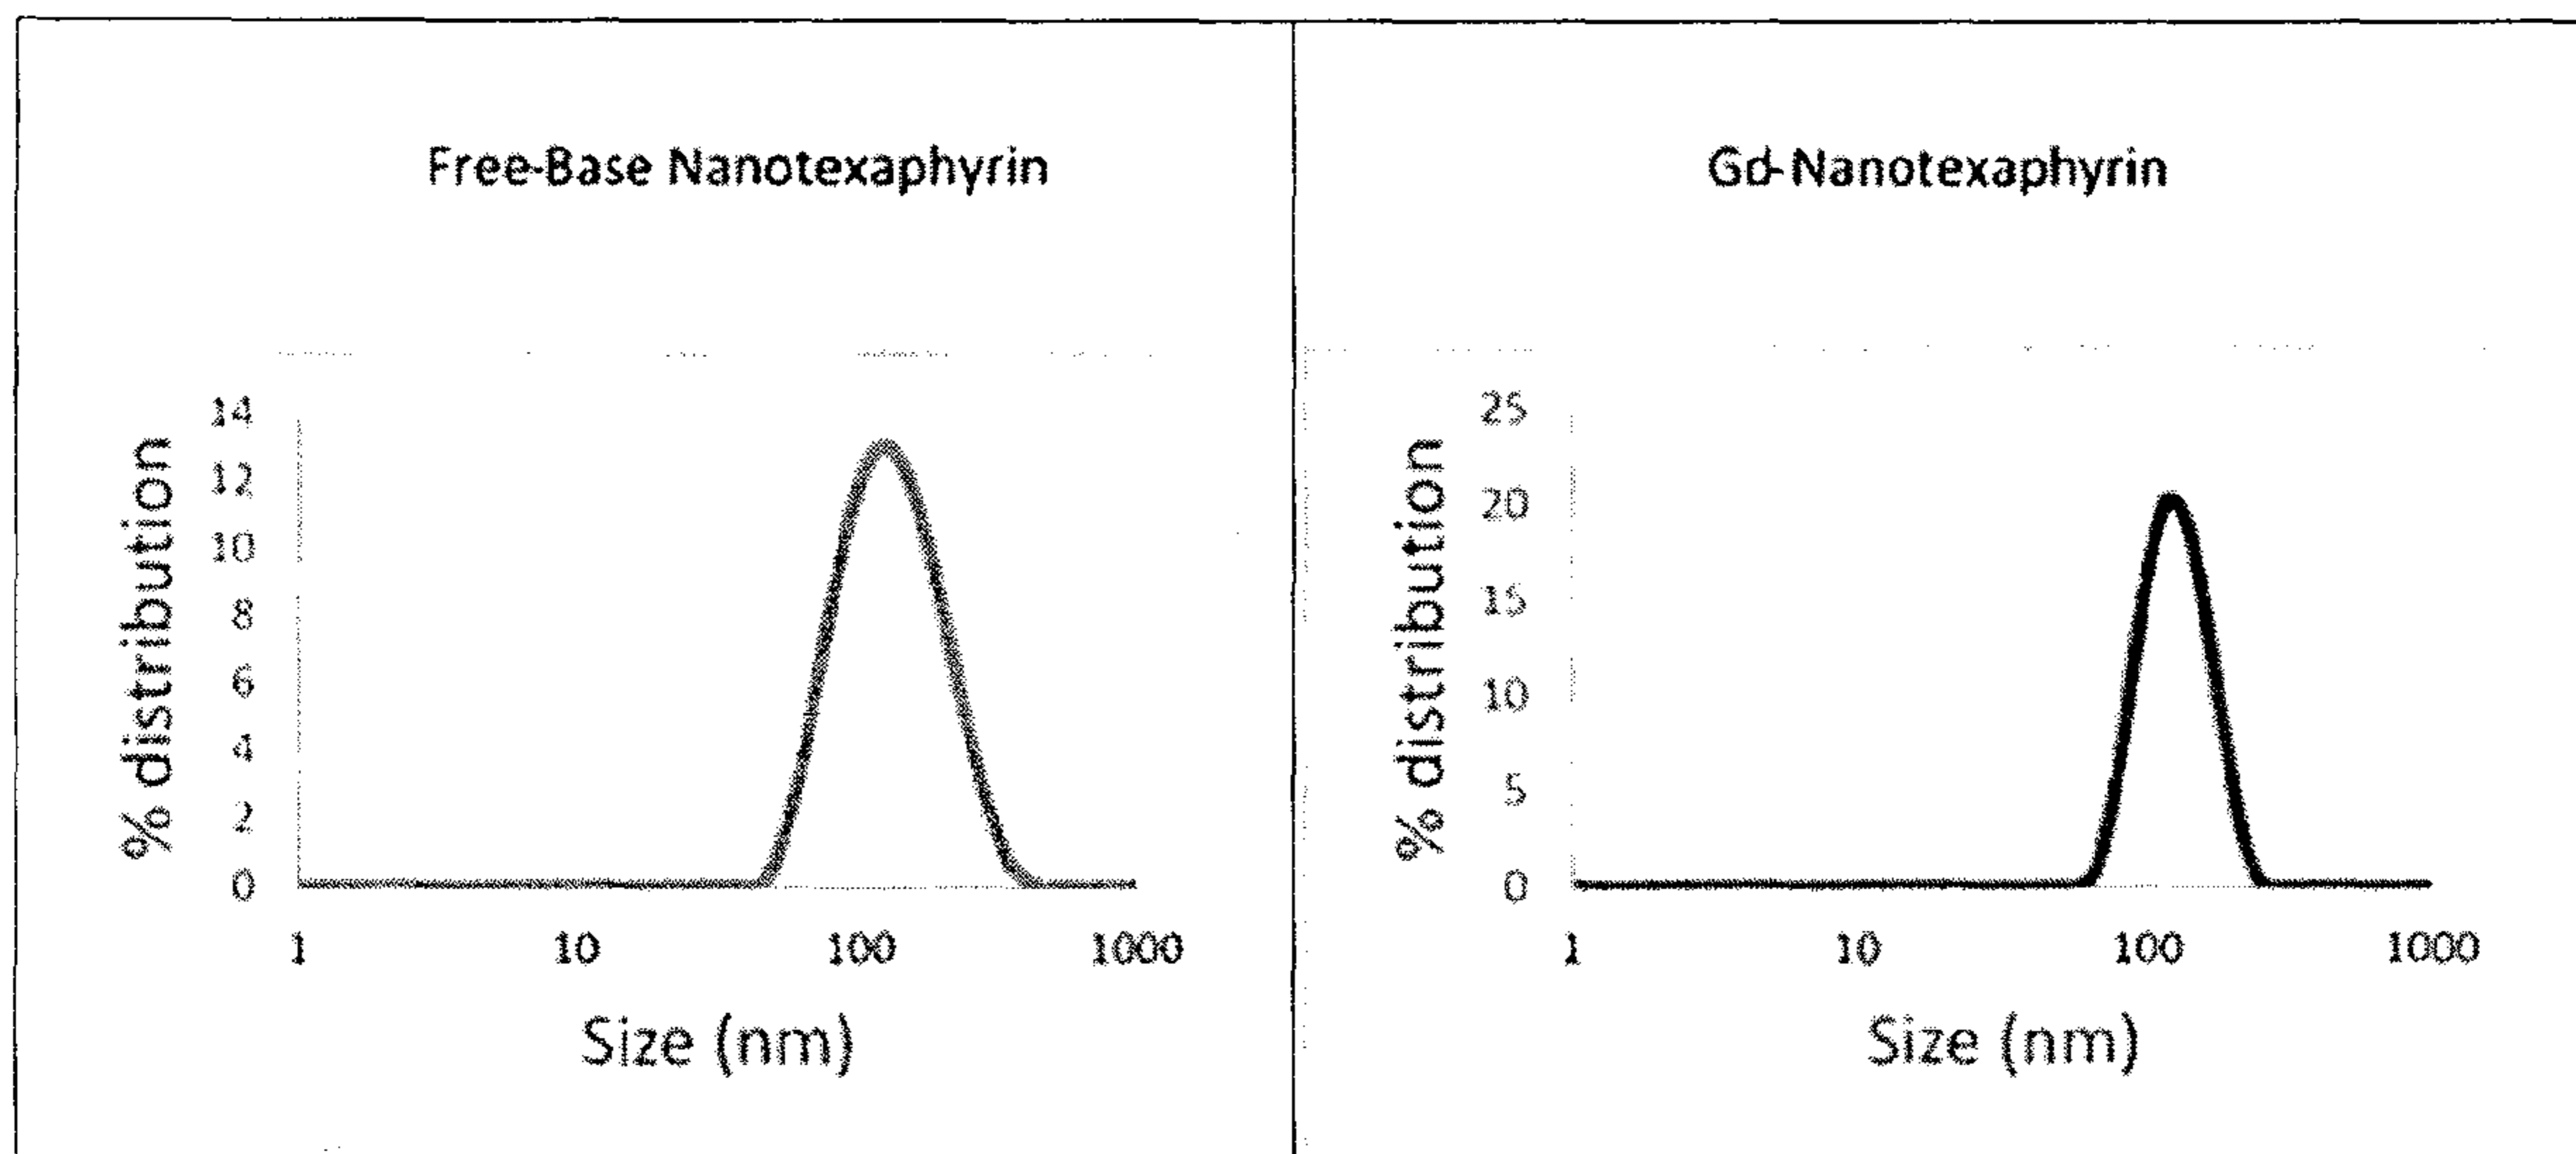 Free-Base Nanotexaphyrin
% distribution
14
12
10
8
6
4
2
0
1 10 100 1000
Size (nm)
Gd-Nanotexaphyrin
% distribution
25
20
15
10
5
0
1 10 100 1000
Size (nm)